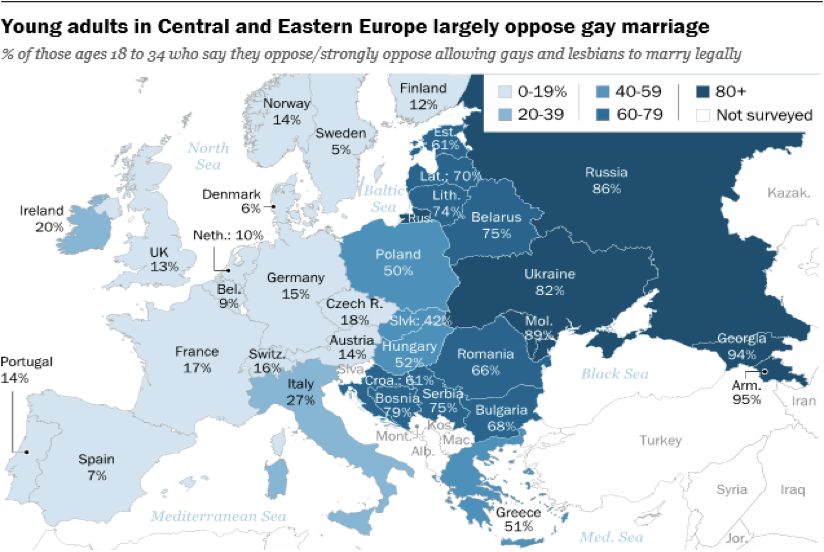 Young adults in Central and Eastern Europe largely oppose gay marriage
% of those ages 18 to 34 who say they oppose/strongly oppose allowing gays and lesbians to marry legally
0-19%
20-39
40-59
60-79
80+
Not surveyed
Norway
14%
Finland
12%
Sweden
5%
North
Sea
Est.
61%
Russia
86%
Lat.: 70%
Kazak.
Denmark
6%
Baltic
Sea
Lith.
74%
Ireland
20%
Rus.
Belarus
75%
Neth.: 10%
UK
13%
Poland
50%
Germany
15%
Ukraine
82%
Bel.
9%
Czech R.
18%
Slvk: 42%
Mol.
89%
Austria
14%
Hungary
52%
Georgia
94%
France
17%
Switz.
16%
Romania
66%
Portugal
14%
Slva.
Croa.: 61%
Black Sea
Arm.
95%
Italy
27%
Bosnia
79%
Serbia
75%
Iran
Bulgaria
68%
Kos.
Mont.
Mac.
Alb.
Turkey
Spain
7%
Syria
Iraq
Greece
51%
Mediterranean Sea
Med. Sea
Jor.